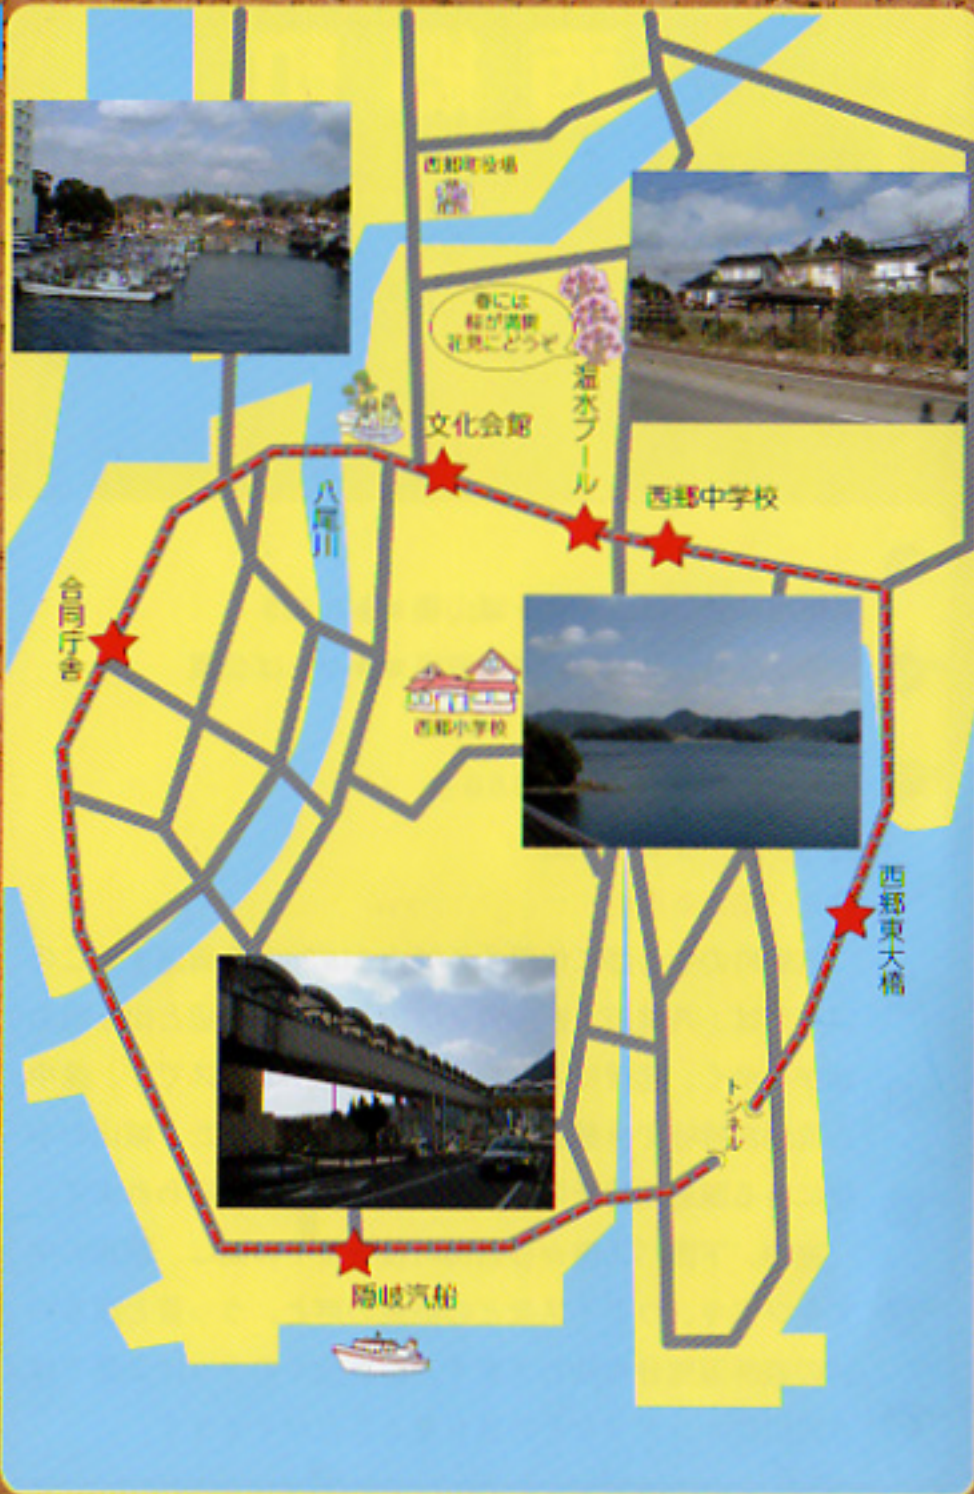 西郷町役場
春には
桜が満開
花見にどうぞ
温水プール
文化会館
西郷中学校
八尾川
合同庁舎
西郷小学校
西郷東大橋
トンネル
隠岐汽船